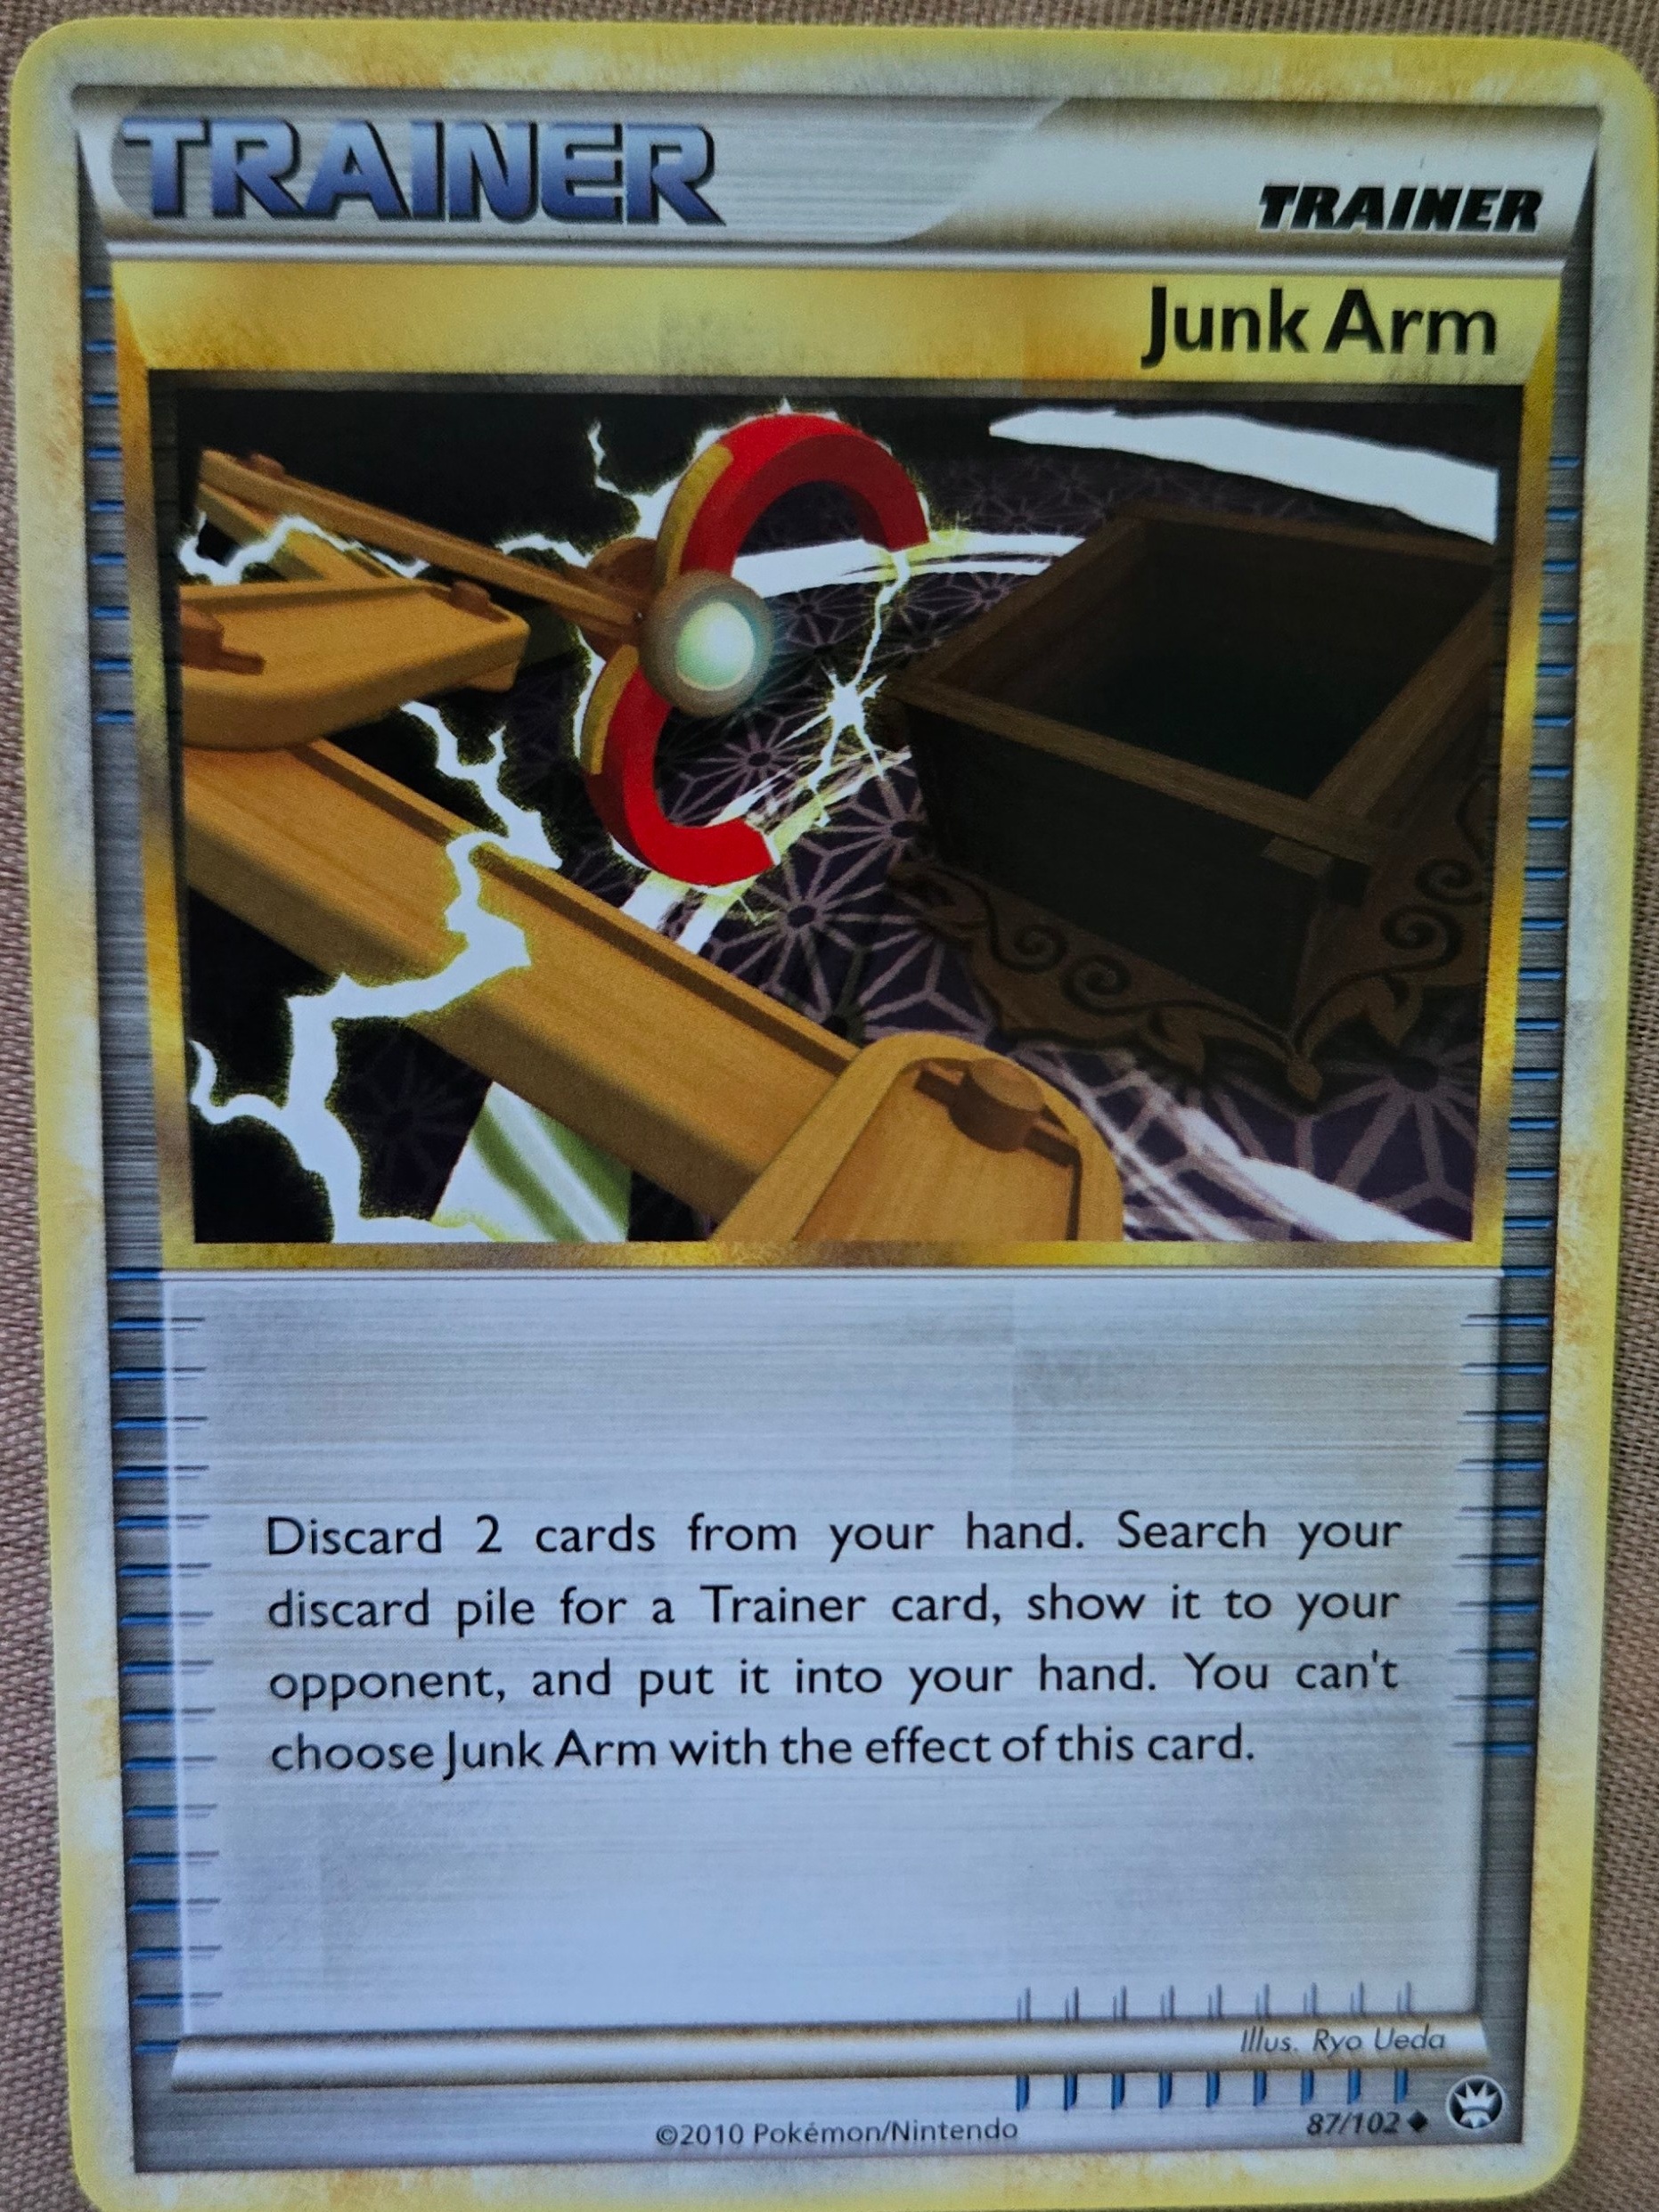 TRAINER
TRAINER
Junk Arm
Discard 2 cards from your hand. Search your
discard pile for a Trainer card, show it to your
opponent, and put it into your hand. You can't
choose Junk Arm with the effect of this card.
Illus. Ryo Ueda
©2010 Pokémon/Nintendo
87/102